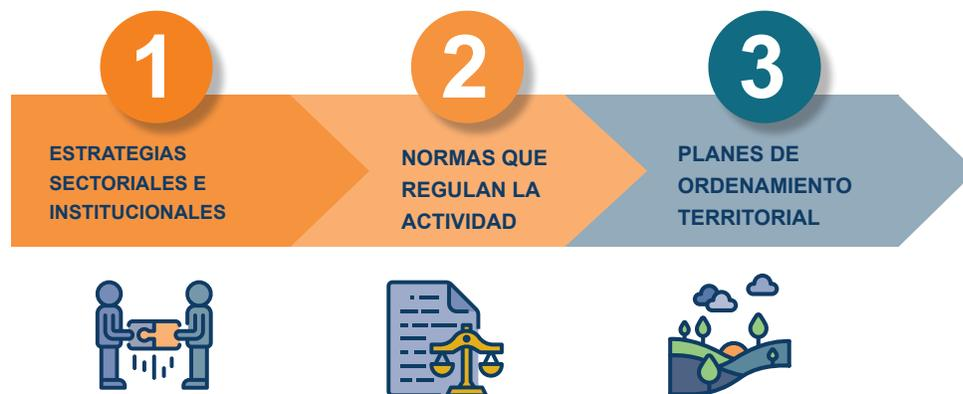 1
ESTRATEGIAS
SECTORIALES E
INSTITUCIONALES
2
NORMAS QUE
REGULAN LA
ACTIVIDAD
3
PLANES DE
ORDENAMIENTO
TERRITORIAL